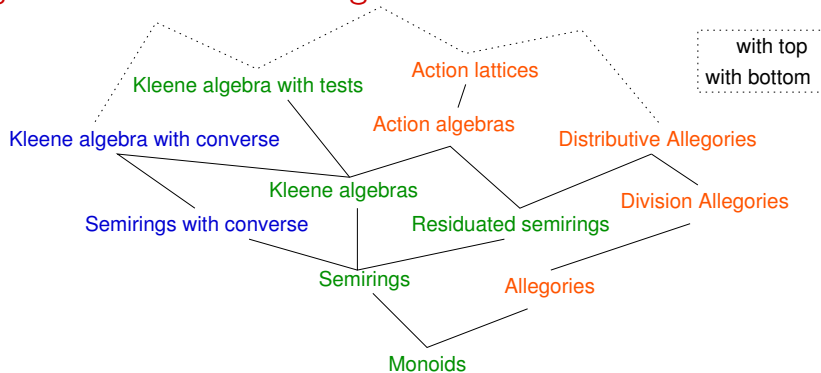 with top
Action lattices
with bottom
Kleene algebra with tests
Action algebras
Kleene algebra with converse
Distributive Allegories
Kleene algebras
Division Allegories
Semirings with converse
Residuated semirings
Semirings
Allegories
Monoids